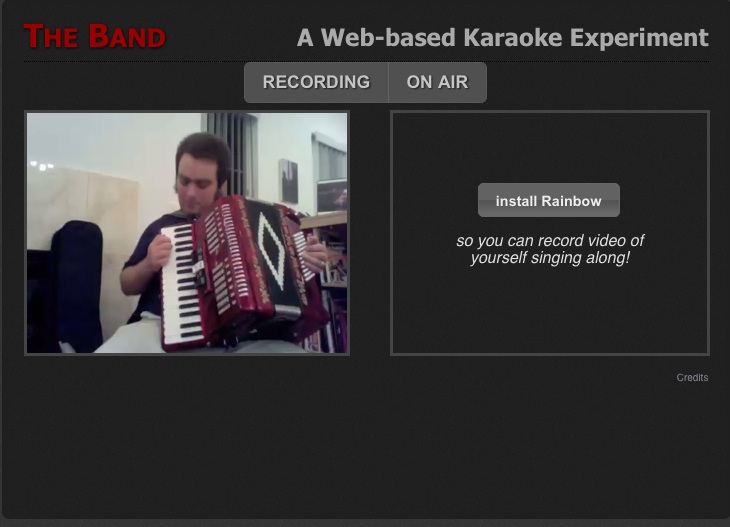 The Band
A Web-based Karaoke Experiment
RECORDING
ON AIR
install Rainbow
so you can record video of
yourself singing along!
Credits